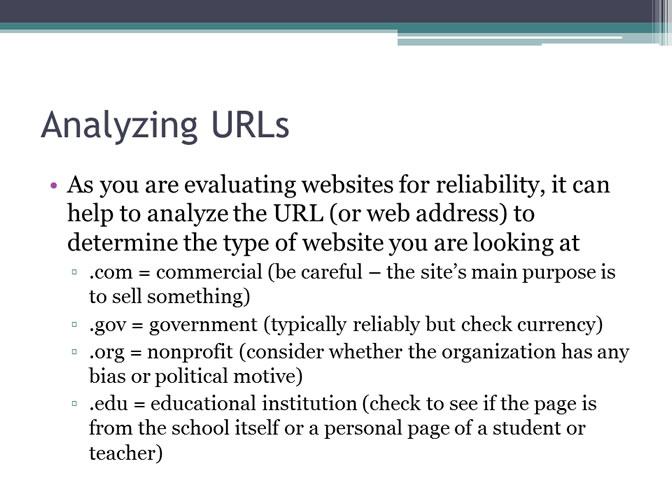 Analyzing URLs
• As you are evaluating websites for reliability, it can
help to analyze the URL (or web address) to
determine the type of website you are looking at
▫ .com = commercial (be careful – the site's main purpose is
to sell something)
▫ .gov = government (typically reliably but check currency)
▫ .org = nonprofit (consider whether the organization has any
bias or political motive)
▫ .edu = educational institution (check to see if the page is
from the school itself or a personal page of a student or
teacher)